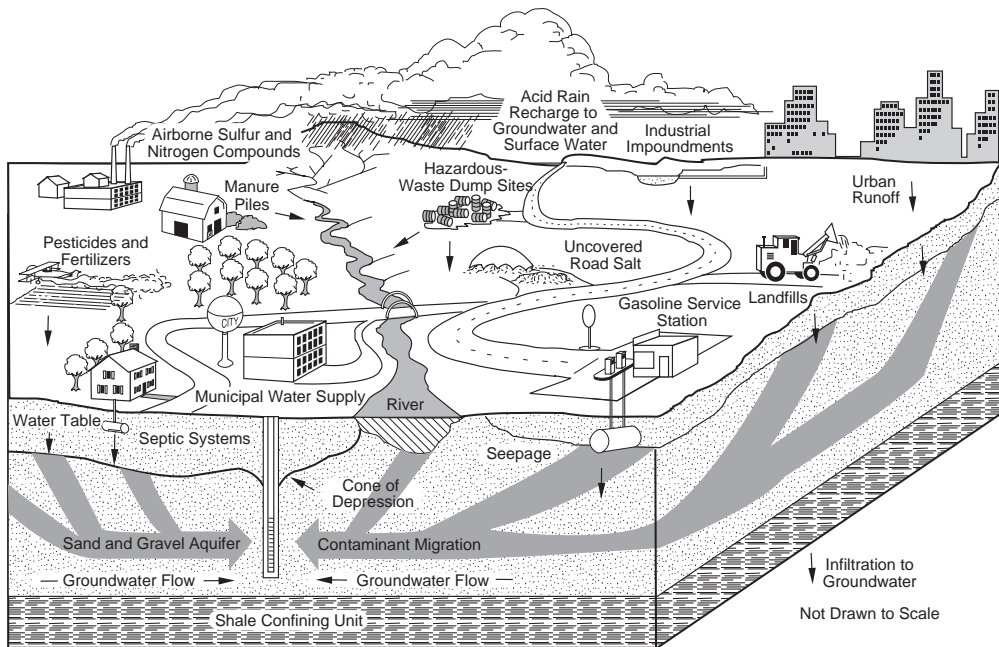 Acid Rain
Recharge to
Groundwater and
Surface Water
Airborne Sulfur and
Nitrogen Compounds
Industrial
Impoundments
Hazardous-
Waste Dump Sites
Manure
Piles
Urban
Runoff
Pesticides and
Fertilizers
Uncovered
Road Salt
Landfills
Gasoline Service
Station
CITY
Municipal Water Supply
River
Water Table
Septic Systems
Seepage
Cone of
Depression
Sand and Gravel Aquifer
Contaminant Migration
Groundwater Flow
Groundwater Flow
Infiltration to
Groundwater
Not Drawn to Scale
Shale Confining Unit